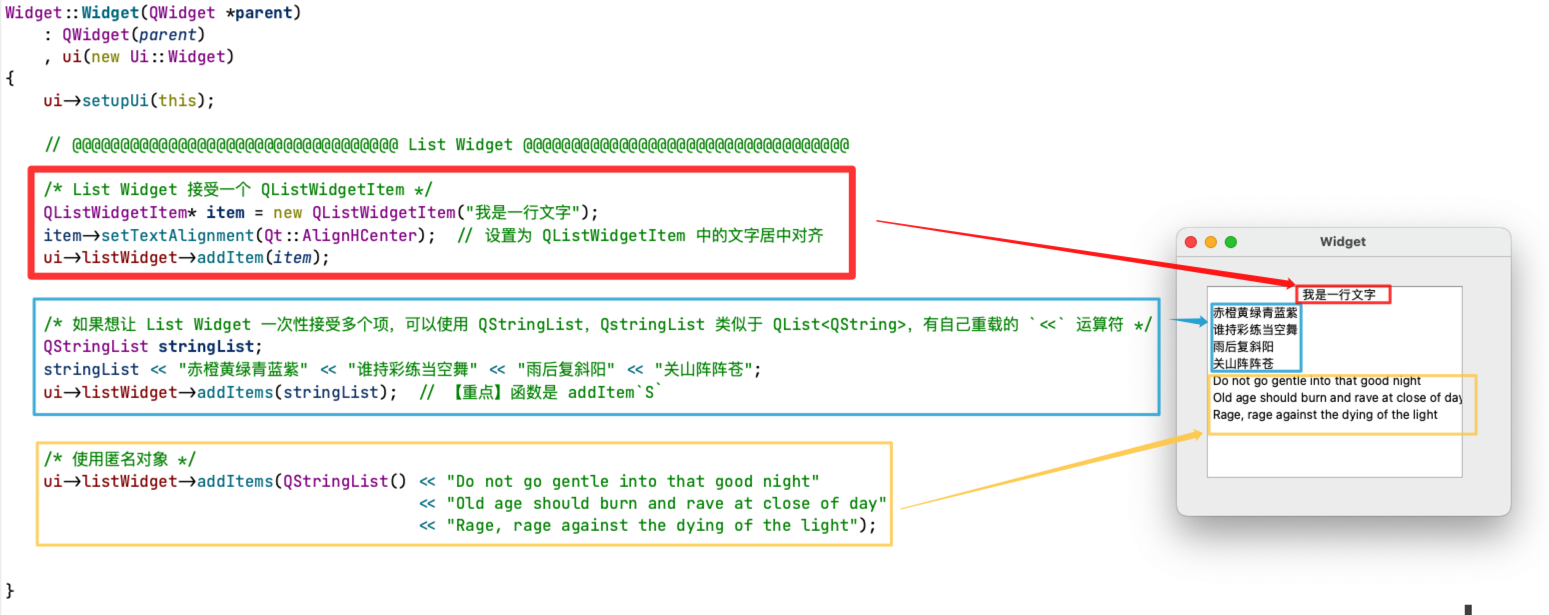 Widget::Widget(QWidget *parent)
    : QWidget(parent)
    , ui(new Ui::Widget)
{
    ui->setupUi(this);
    // @@@@@@@@@@@@@@@@@@@@@@@@@@@@@@@@@@ List Widget @@@@@@@@@@@@@@@@@@@@@@@@@@@@@@@@@@
    /* List Widget 接受一个 QListWidgetItem */
    QListWidgetItem* item = new QListWidgetItem("我是一行文字");
    item->setTextAlignment(Qt::AlignHCenter);  // 设置为 QListWidgetItem 中的文字居中对齐
    ui->listWidget->addItem(item);
    /* 如果想让 List Widget 一次性接受多个项，可以使用 QStringList，QstringList 类似于 QList<QString>，有自己重载的 `<<` 运算符 */
    QStringList stringList;
    stringList << "赤橙黄绿青蓝紫" << "谁持彩练当空舞" << "雨后复斜阳" << "关山阵阵苍";
    ui->listWidget->addItems(stringList);  // 【重点】函数是 addItem`S`
    /* 使用匿名对象 */
    ui->listWidget->addItems(QStringList() << "Do not go gentle into that good night"
                                           << "Old age should burn and rave at close of day"
                                           << "Rage, rage against the dying of the light");
}
Widget
我是一行文字
赤橙黄绿青蓝紫
谁持彩练当空舞
雨后复斜阳
关山阵阵苍
Do not go gentle into that good night
Old age should burn and rave at close of day
Rage, rage against the dying of the light